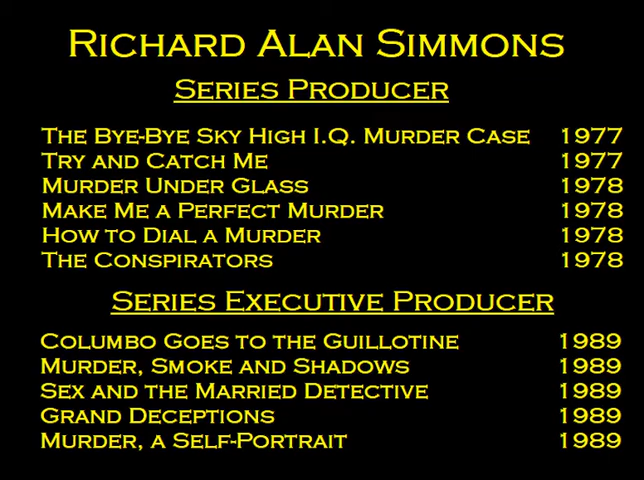 Richard Alan Simmons
Series Producer
The Bye-Bye Sky High I.Q. Murder Case 1977
Try and Catch Me 1977
Murder Under Glass 1978
Make Me a Perfect Murder 1978
How to Dial a Murder 1978
The Conspirators 1978
Series Executive Producer
Columbo Goes to the Guillotine 1989
Murder, Smoke and Shadows 1989
Sex and the Married Detective 1989
Grand Deceptions 1989
Murder, a Self-Portrait 1989